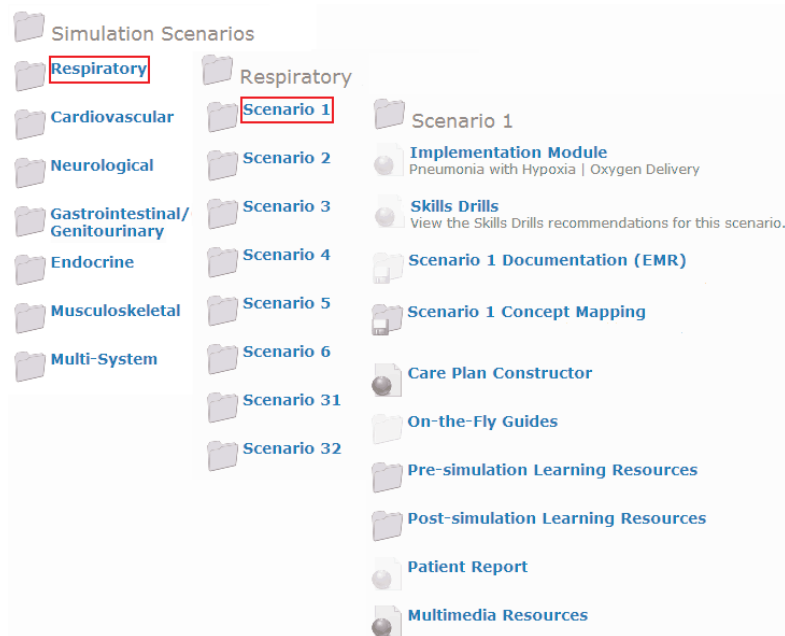 Simulation Scenarios
Respiratory
Cardiovascular
Neurological
Gastrointestinal/
Genitourinary
Endocrine
Musculoskeletal
Multi-System
Respiratory
Scenario 1
Scenario 2
Scenario 3
Scenario 4
Scenario 5
Scenario 6
Scenario 31
Scenario 32
Scenario 1
Implementation Module
Pneumonia with Hypoxia | Oxygen Delivery
Skills Drills
View the Skills Drills recommendations for this scenario.
Scenario 1 Documentation (EMR)
Scenario 1 Concept Mapping
Care Plan Constructor
On-the-Fly Guides
Pre-simulation Learning Resources
Post-simulation Learning Resources
Patient Report
Multimedia Resources